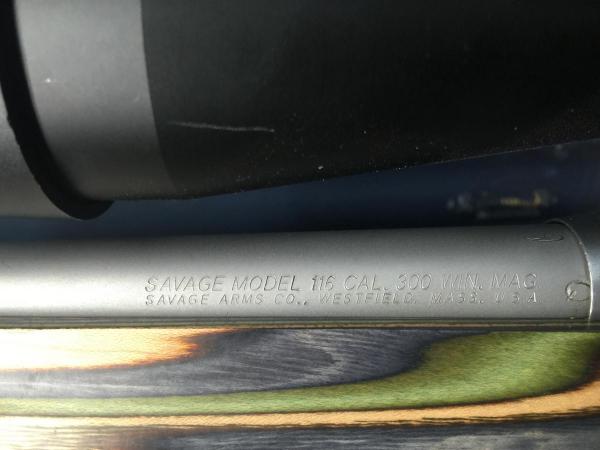 SAVAGE MODEL 116 CAL. 300 WIN. MAG
SAVAGE ARMS CO., WESTFIELD, MASS, U.S.A